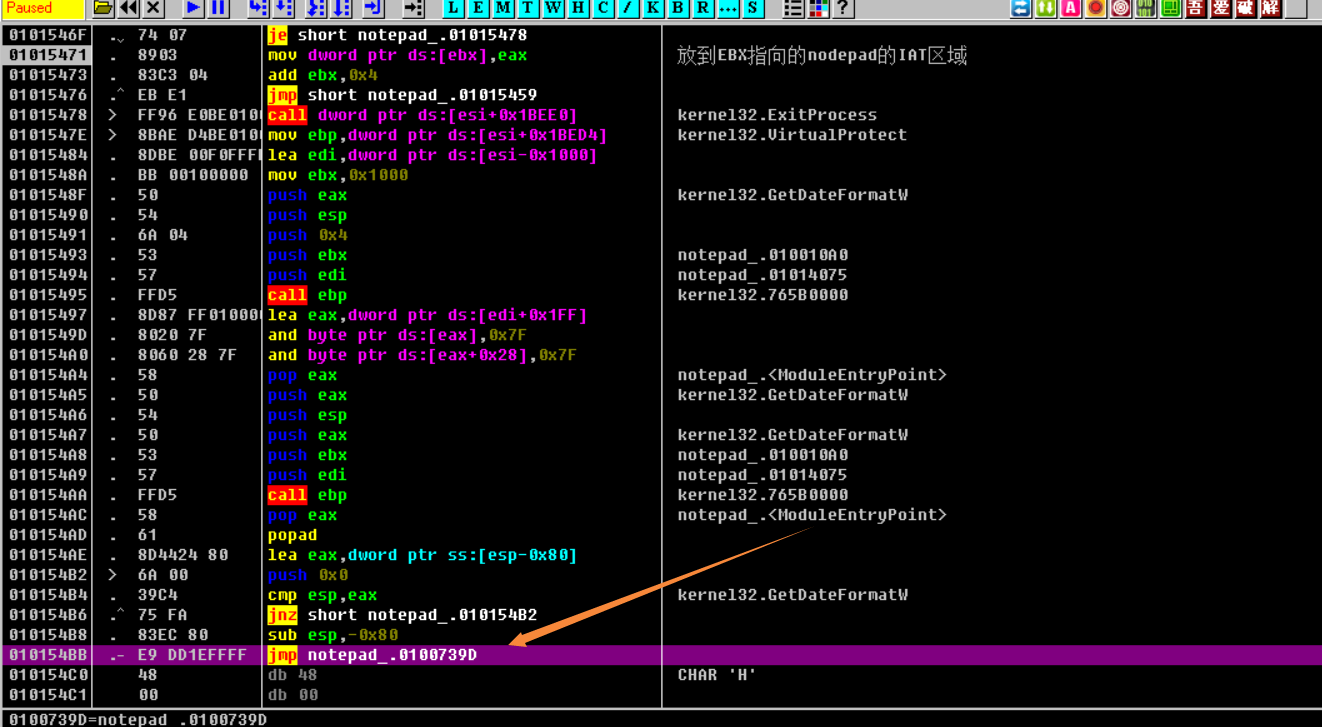 Paused L E M T W H C / K B R ... S ? A 吾 爱 破 解
0101546F .⌄ 74 07 je short notepad_.01015478
01015471 . 8903 mov dword ptr ds:[ebx],eax 放到EBX指向的nodepad的IAT区域
01015473 . 83C3 04 add ebx,0x4
01015476 .^ EB E1 jmp short notepad_.01015459
01015478 > FF96 E0BE010 call dword ptr ds:[esi+0x1BEE0] kernel32.ExitProcess
0101547E > 8BAE D4BE010 mov ebp,dword ptr ds:[esi+0x1BED4] kernel32.VirtualProtect
01015484 . 8DBE 00F0FFF lea edi,dword ptr ds:[esi-0x1000]
0101548A . BB 00100000 mov ebx,0x1000
0101548F . 50 push eax kernel32.GetDateFormatW
01015490 . 54 push esp
01015491 . 6A 04 push 0x4
01015493 . 53 push ebx notepad_.010010A0
01015494 . 57 push edi notepad_.01014075
01015495 . FFD5 call ebp kernel32.765B0000
01015497 . 8D87 FF01000 lea eax,dword ptr ds:[edi+0x1FF]
0101549D . 8020 7F and byte ptr ds:[eax],0x7F
010154A0 . 8060 28 7F and byte ptr ds:[eax+0x28],0x7F
010154A4 . 58 pop eax notepad_.<ModuleEntryPoint>
010154A5 . 50 push eax kernel32.GetDateFormatW
010154A6 . 54 push esp
010154A7 . 50 push eax kernel32.GetDateFormatW
010154A8 . 53 push ebx notepad_.010010A0
010154A9 . 57 push edi notepad_.01014075
010154AA . FFD5 call ebp kernel32.765B0000
010154AC . 58 pop eax notepad_.<ModuleEntryPoint>
010154AD . 61 popad
010154AE . 8D4424 80 lea eax,dword ptr ss:[esp-0x80]
010154B2 > 6A 00 push 0x0
010154B4 . 39C4 cmp esp,eax kernel32.GetDateFormatW
010154B6 .^ 75 FA jnz short notepad_.010154B2
010154B8 . 83EC 80 sub esp,-0x80
010154BB .- E9 DD1EFFFF jmp notepad_.0100739D
010154C0 48 db 48 CHAR 'H'
010154C1 00 db 00
0100739D=notepad_.0100739D